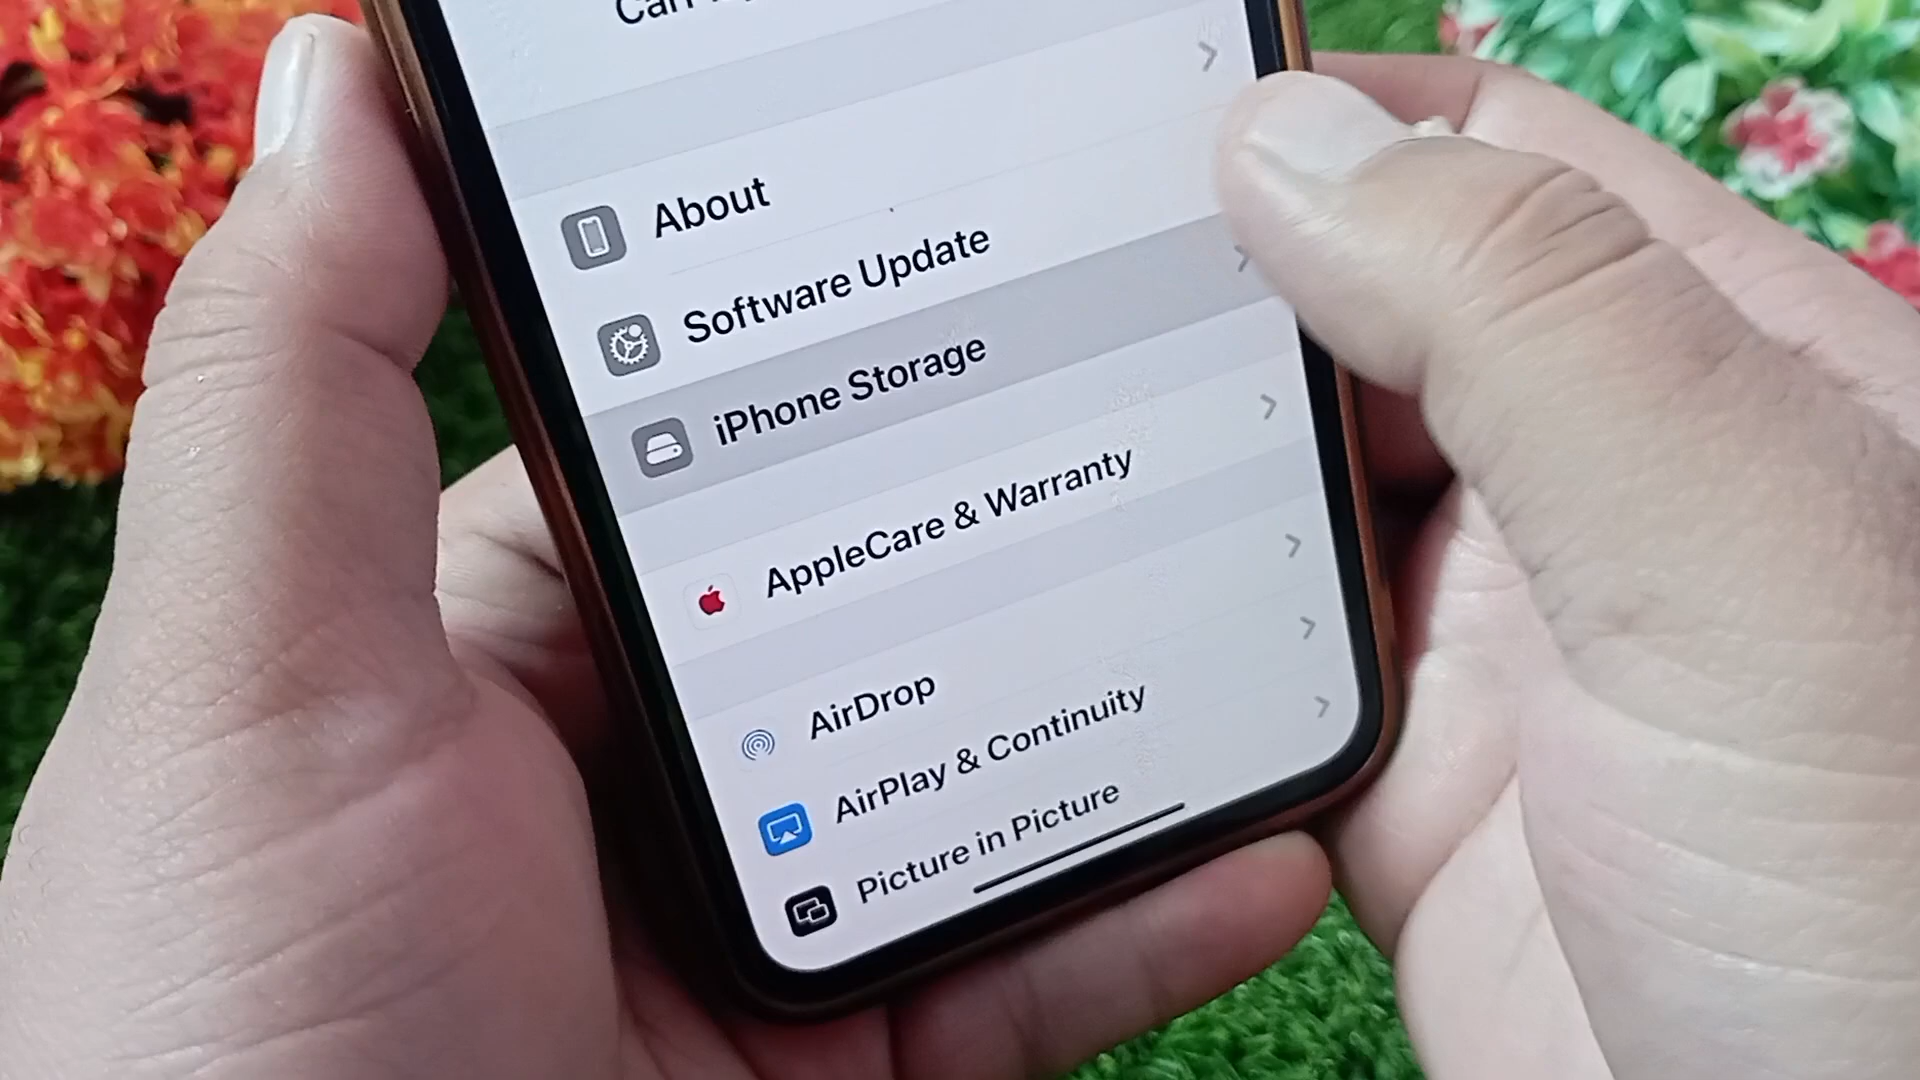 About
Software Update
iPhone Storage
AppleCare & Warranty
AirDrop
AirPlay & Continuity
Picture in Picture